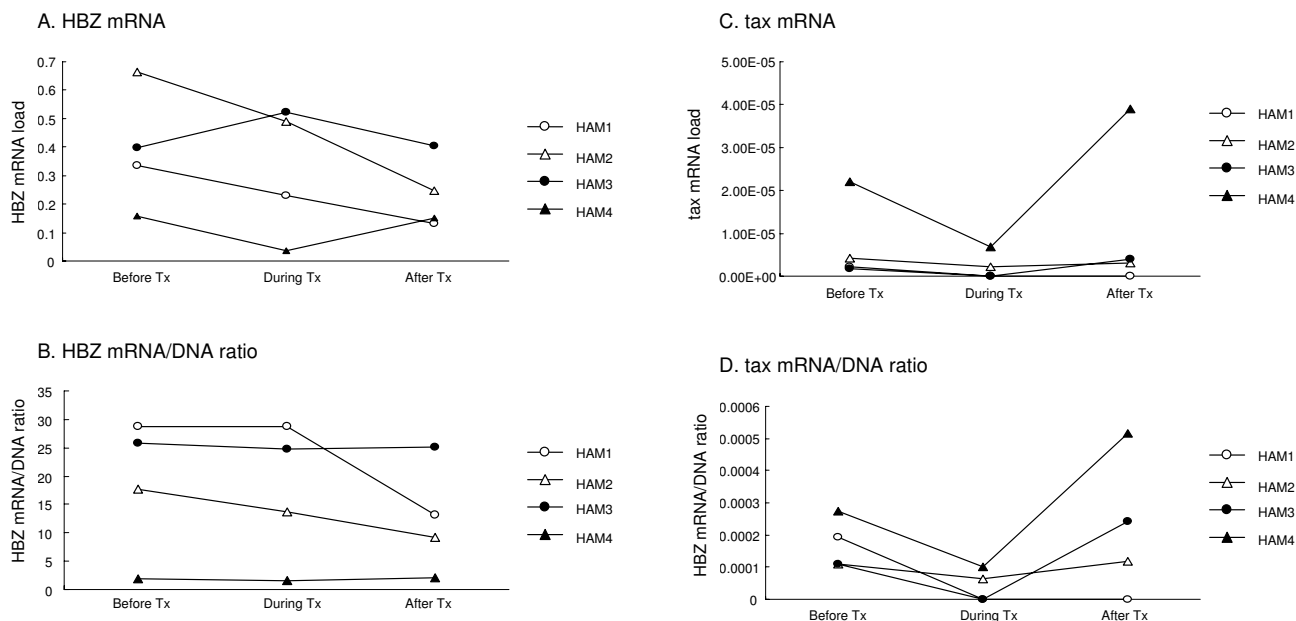 A. HBZ mRNA
HBZ mRNA load
0.7
0.6
0.5
0.4
0.3
0.2
0.1
0
Before Tx
During Tx
After Tx
HAM1
HAM2
HAM3
HAM4
B. HBZ mRNA/DNA ratio
HBZ mRNA/DNA ratio
35
30
25
20
15
10
5
0
Before Tx
During Tx
After Tx
HAM1
HAM2
HAM3
HAM4
C. tax mRNA
tax mRNA load
5.00E-05
4.00E-05
3.00E-05
2.00E-05
1.00E-05
0.00E+00
Before Tx
During Tx
After Tx
HAM1
HAM2
HAM3
HAM4
D. tax mRNA/DNA ratio
HBZ mRNA/DNA ratio
0.0006
0.0005
0.0004
0.0003
0.0002
0.0001
0
Before Tx
During Tx
After Tx
HAM1
HAM2
HAM3
HAM4